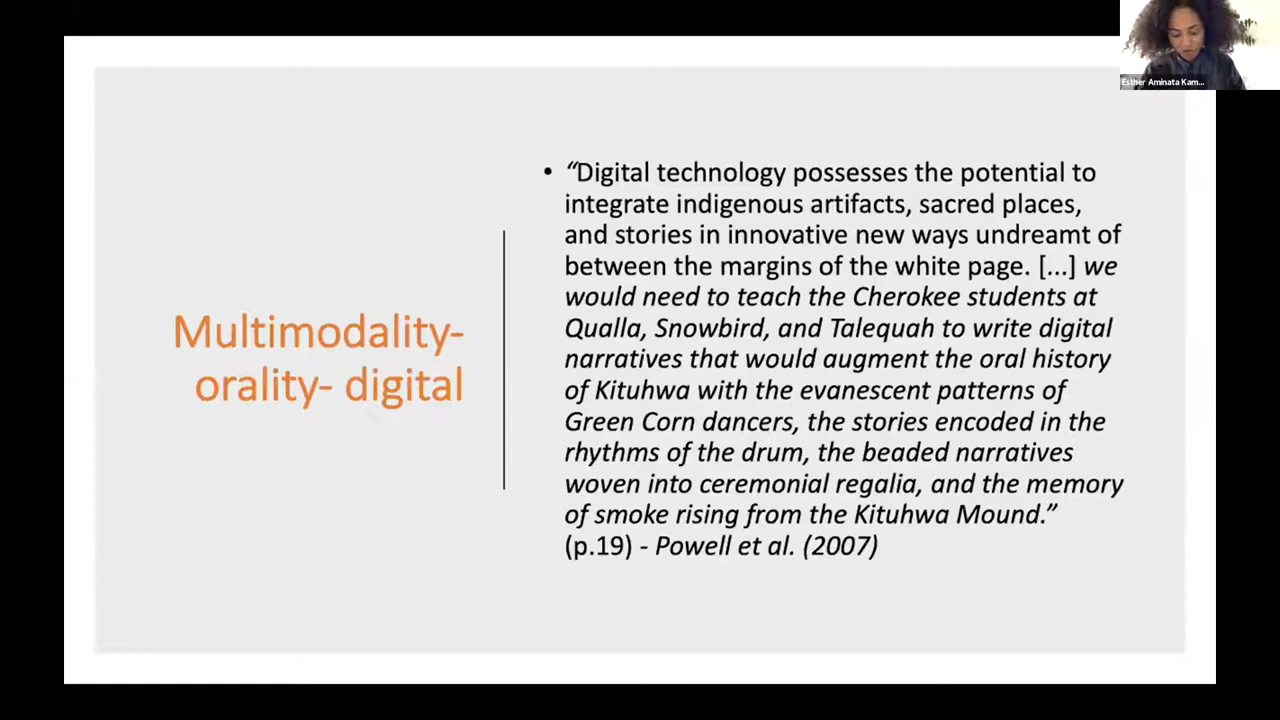 Esther Aminata Kam...
Multimodality-
orality- digital
• “Digital technology possesses the potential to
integrate indigenous artifacts, sacred places,
and stories in innovative new ways undreamt of
between the margins of the white page. [...] we
would need to teach the Cherokee students at
Qualla, Snowbird, and Talequah to write digital
narratives that would augment the oral history
of Kituhwa with the evanescent patterns of
Green Corn dancers, the stories encoded in the
rhythms of the drum, the beaded narratives
woven into ceremonial regalia, and the memory
of smoke rising from the Kituhwa Mound.”
(p.19) - Powell et al. (2007)